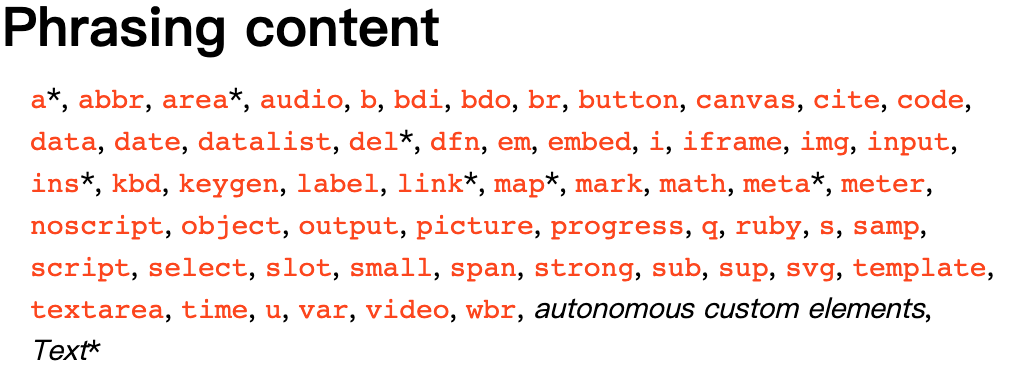 Phrasing content
a*, abbr, area*, audio, b, bdi, bdo, br, button, canvas, cite, code,
data, date, datalist, del*, dfn, em, embed, i, iframe, img, input,
ins*, kbd, keygen, label, link*, map*, mark, math, meta*, meter,
noscript, object, output, picture, progress, q, ruby, s, samp,
script, select, slot, small, span, strong, sub, sup, svg, template,
textarea, time, u, var, video, wbr, autonomous custom elements,
Text*